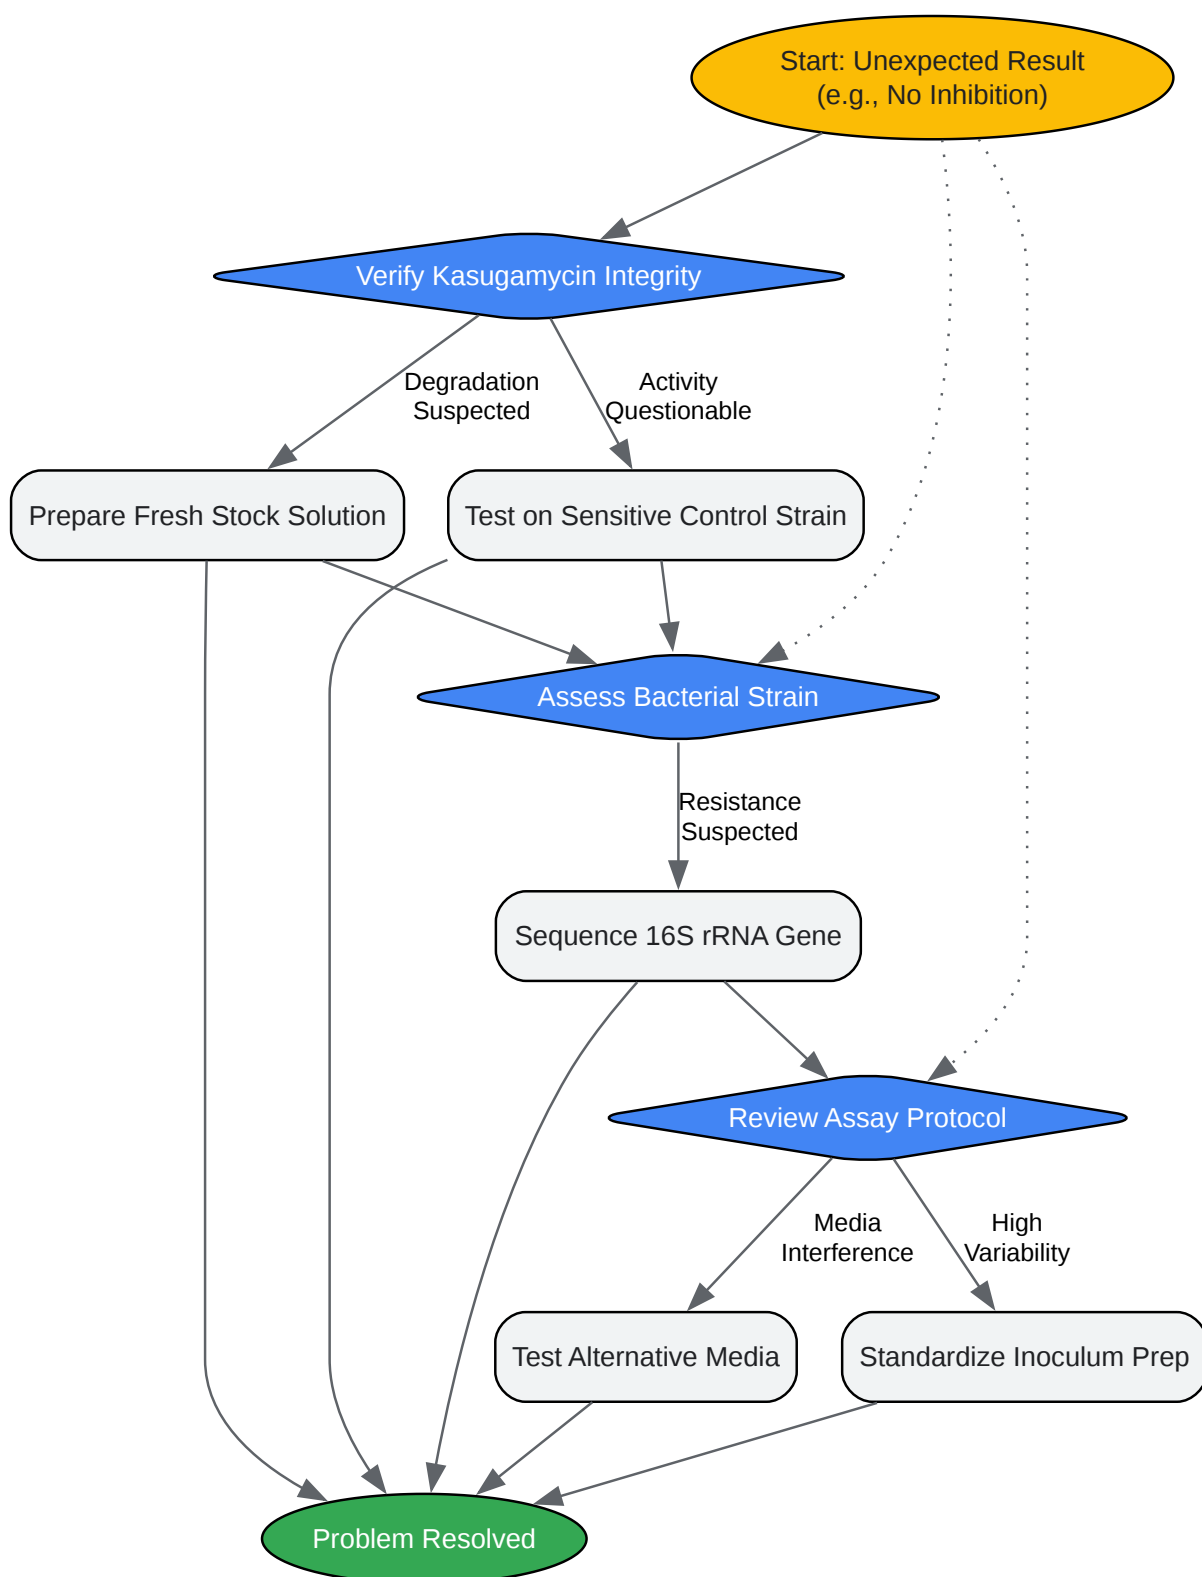 Start: Unexpected Result
(e.g., No Inhibition)
Verify Kasugamycin Integrity
Degradation
Suspected
Activity
Questionable
Prepare Fresh Stock Solution
Test on Sensitive Control Strain
Assess Bacterial Strain
Resistance
Suspected
Sequence 16S rRNA Gene
Review Assay Protocol
Media
Interference
High
Variability
Test Alternative Media
Standardize Inoculum Prep
Problem Resolved